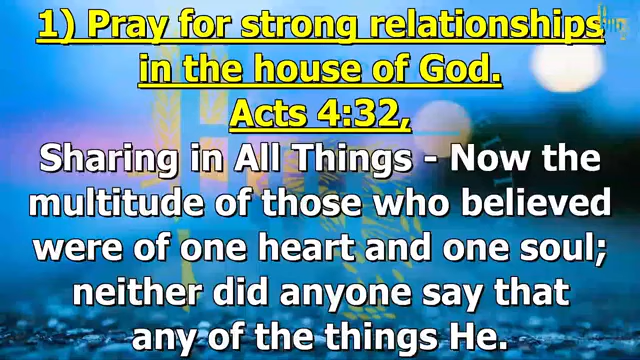 1) Pray for strong relationships
in the house of God.
Acts 4:32,
Sharing in All Things - Now the
multitude of those who believed
were of one heart and one soul;
neither did anyone say that
any of the things He.